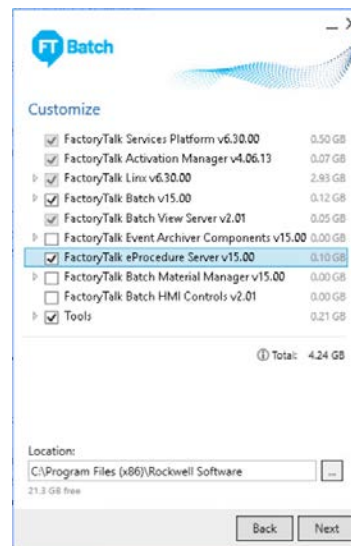 FT Batch
Customize
FactoryTalk Services Platform v6.30.00 0.50 GB
FactoryTalk Activation Manager v4.06.13 0.07 GB
FactoryTalk Linx v6.30.00 2.93 GB
FactoryTalk Batch v15.00 0.12 GB
FactoryTalk Batch View Server v2.01 0.05 GB
FactoryTalk Event Archiver Components v15.00 0.00 GB
FactoryTalk eProcedure Server v15.00 0.10 GB
FactoryTalk Batch Material Manager v15.00 0.00 GB
FactoryTalk Batch HMI Controls v2.01 0.00 GB
Tools 0.21 GB
Total: 4.24 GB
Location:
C:\Program Files (x86)\Rockwell Software ...
21.3 GB free
Back Next